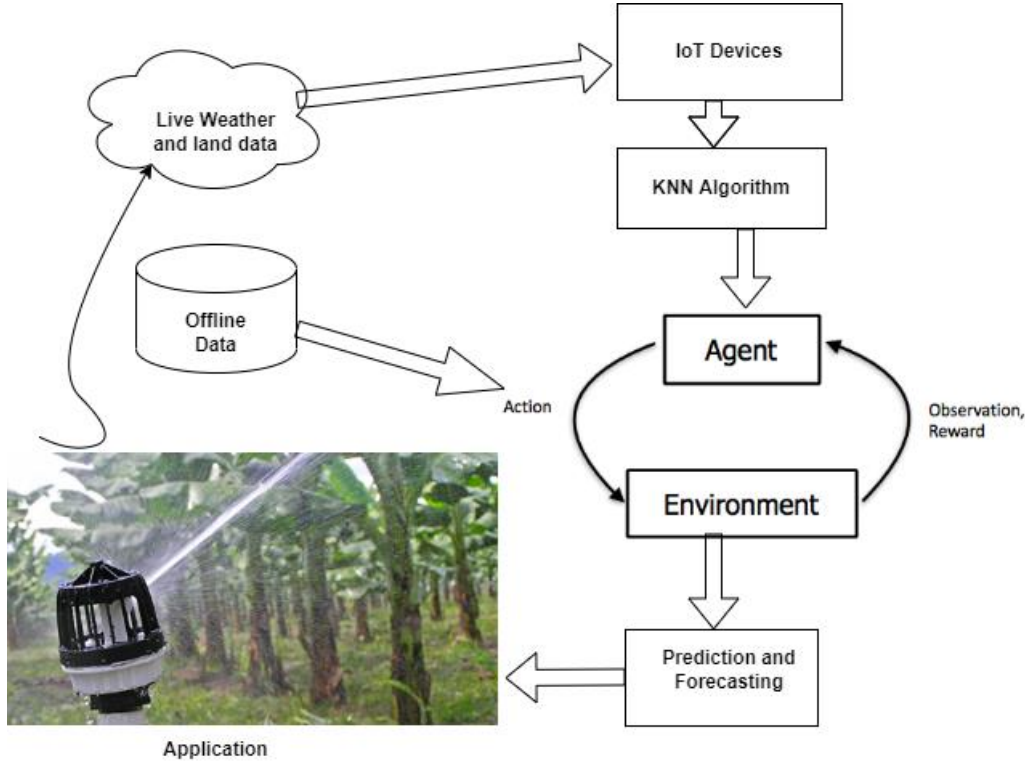 IoT Devices
Live Weather
and land data
KNN Algorithm
Offline
Data
Agent
Action
Observation,
Reward
Environment
Prediction and
Forecasting
Application